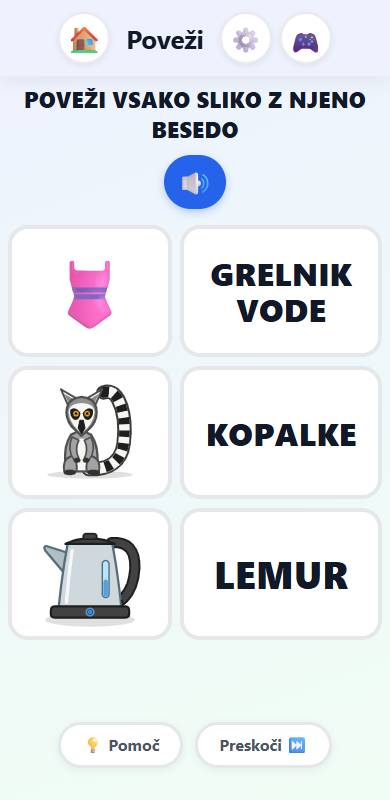 Poveži
POVEŽI VSAKO SLIKO Z NJENO
BESEDO
GRELNIK
VODE
KOPALKE
LEMUR
Pomoč
Preskoči